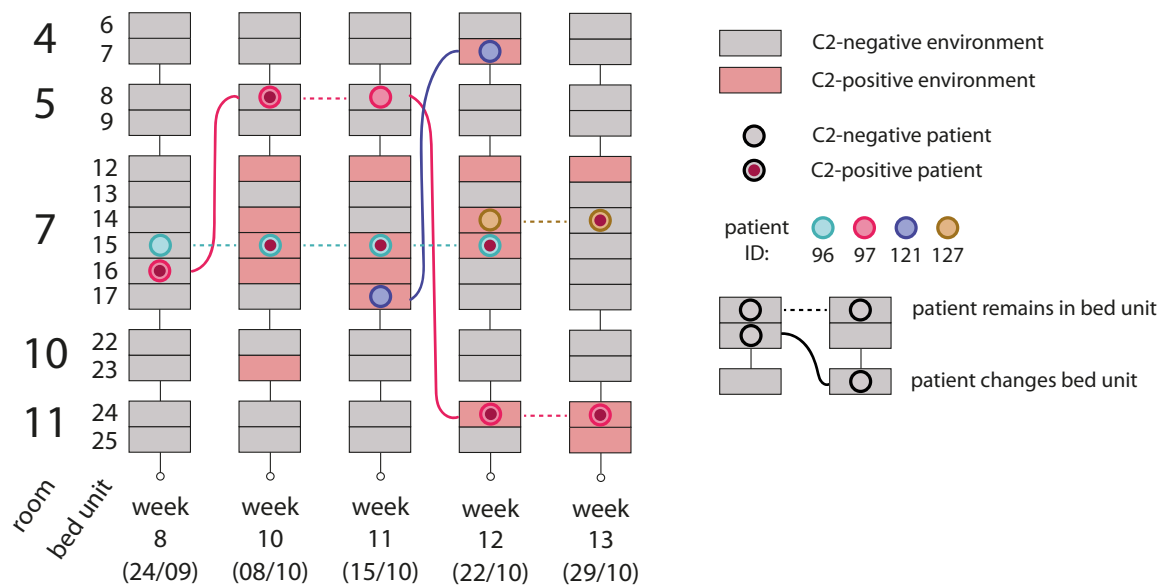 4
6
7
5
8
9
7
12
13
14
15
16
17
10
22
23
11
24
25
room
bed unit
week
8
(24/09)
week
10
(08/10)
week
11
(15/10)
week
12
(22/10)
week
13
(29/10)
C2-negative environment
C2-positive environment
C2-negative patient
C2-positive patient
patient
ID:
96 97 121 127
patient remains in bed unit
patient changes bed unit